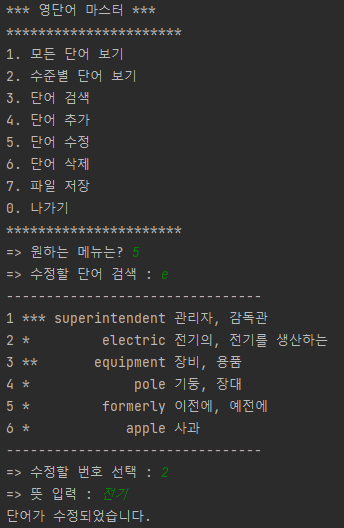 *** 영단어 마스터 ***
**********************
1. 모든 단어 보기
2. 수준별 단어 보기
3. 단어 검색
4. 단어 추가
5. 단어 수정
6. 단어 삭제
7. 파일 저장
0. 나가기
**********************
=> 원하는 메뉴는? 5
=> 수정할 단어 검색 : e
--------------------------------
1 *** superintendent 관리자, 감독관
2 * electric 전기의, 전기를 생산하는
3 ** equipment 장비, 용품
4 * pole 기둥, 장대
5 * formerly 이전에, 예전에
6 * apple 사과
--------------------------------
=> 수정할 번호 선택 : 2
=> 뜻 입력 : 전기
단어가 수정되었습니다.